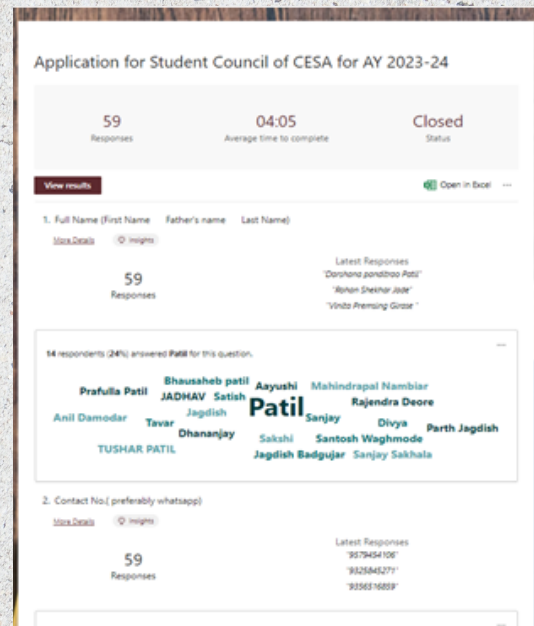 Application for Student Council of CESA for AY 2023-24
59
Responses
04:05
Average time to complete
Closed
Status
View results
Open in Excel
1. Full Name (First Name Father's name Last Name)
More Details
Insights
59
Responses
Latest Responses
"Darshana panditrao Patil"
"Rohan Shekhar Jade"
"Vinita Premsing Girase "
14 respondents (24%) answered Patil for this question.
Prafulla Patil
Bhausaheb patil
Aayushi
Mahindrapal Nambiar
JADHAV
Satish
Patil
Rajendra Deore
Anil Damodar
Tavar
Jagdish
Sanjay
Divya
Parth Jagdish
Dhananjay
Sakshi
Santosh Waghmode
TUSHAR PATIL
Jagdish Badgujar
Sanjay Sakhala
2. Contact No.( preferably whatsapp)
More Details
Insights
59
Responses
Latest Responses
"9579454106"
"9325845271"
"9356516859"